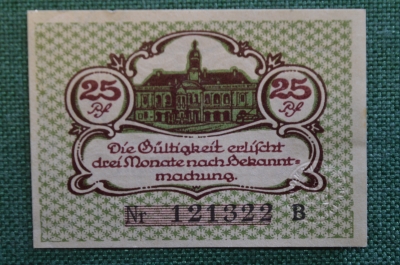 25 25
Pf. Pf.
Die Gültigkeit erlischt
drei Monate nach Bekannt-
machung.
Nr 121322 B